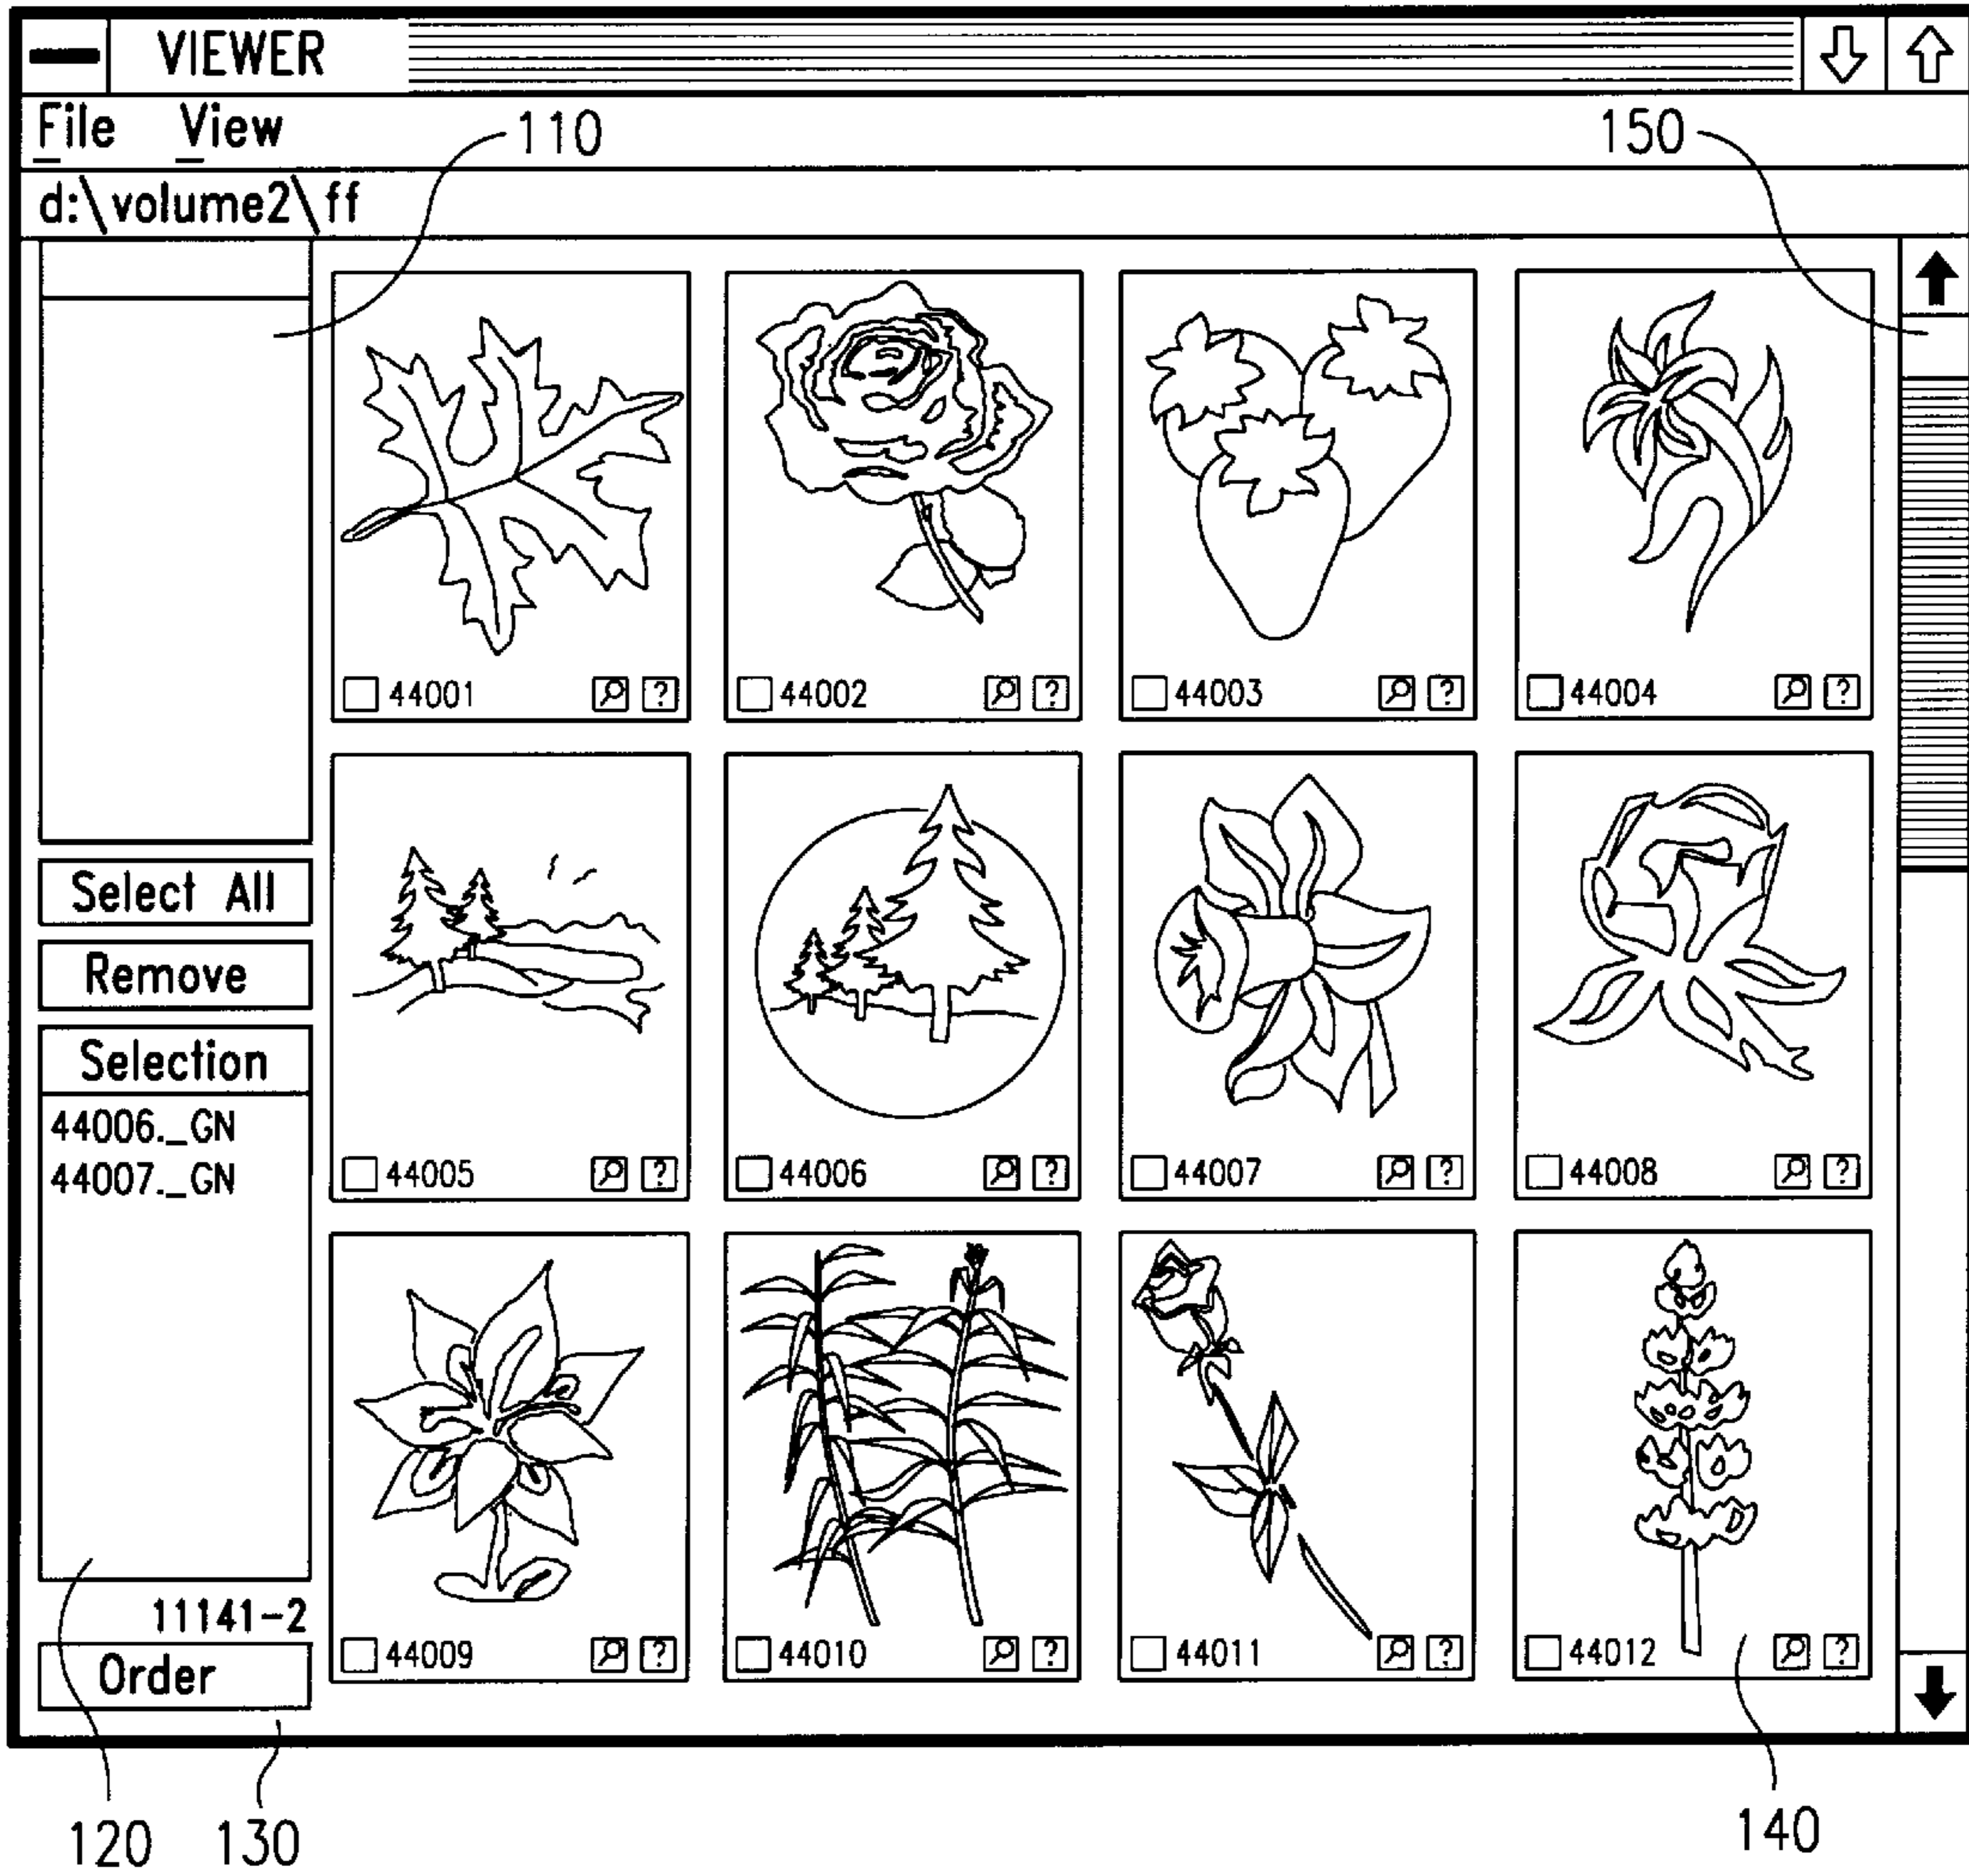 VIEWER
File View
110
150
d:\volume2\ff
44001 ?
44002 ?
44003 ?
44004 ?
Select All
Remove
Selection
44006._GN
44007._GN
44005 ?
44006 ?
44007 ?
44008 ?
11141-2
Order
44009 ?
44010 ?
44011 ?
44012 ?
120
130
140